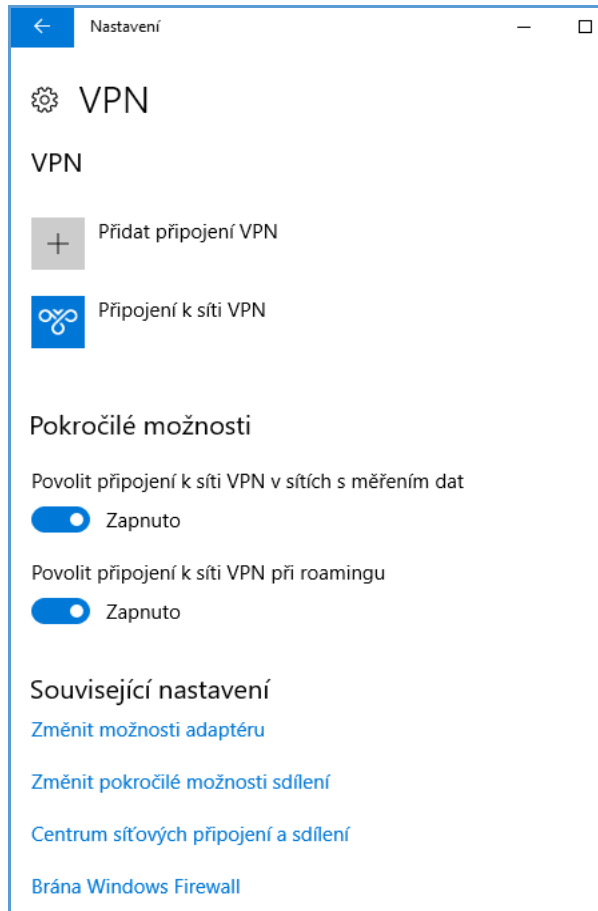 Nastavení
VPN
VPN
Přidat připojení VPN
Připojení k síti VPN
Pokročilé možnosti
Povolit připojení k síti VPN v sítích s měřením dat
Zapnuto
Povolit připojení k síti VPN při roamingu
Zapnuto
Související nastavení
Změnit možnosti adaptéru
Změnit pokročilé možnosti sdílení
Centrum síťových připojení a sdílení
Brána Windows Firewall